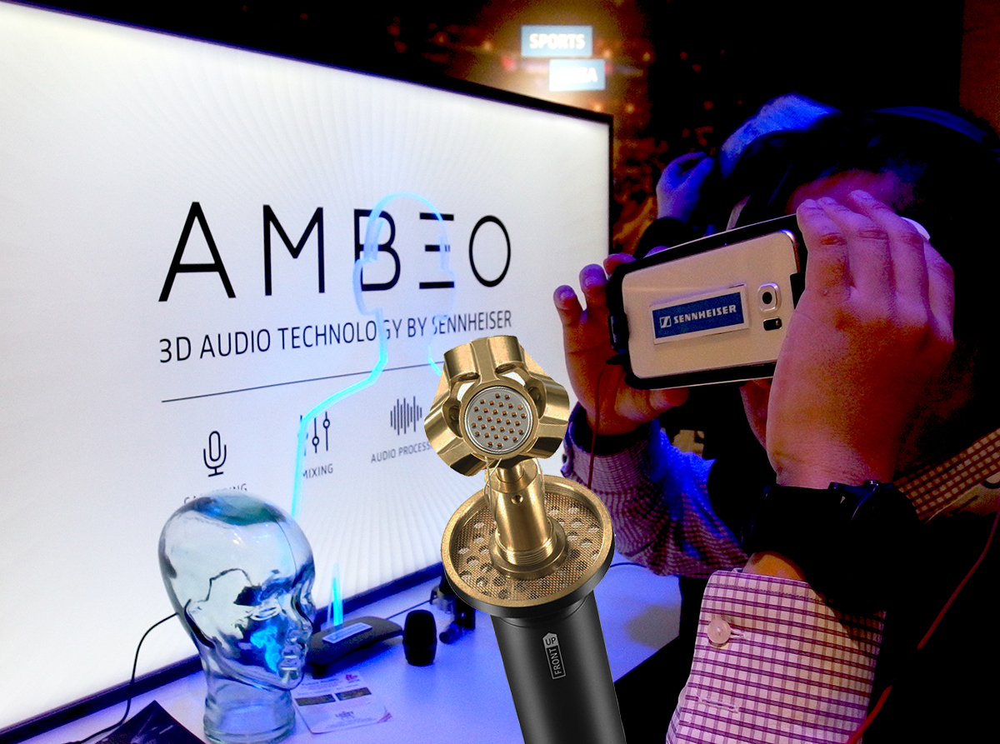 SPORTS
AMBEO
3D AUDIO TECHNOLOGY BY SENNHEISER
MIXING
AUDIO PROCESS
SENNHEISER
FRONT
UP